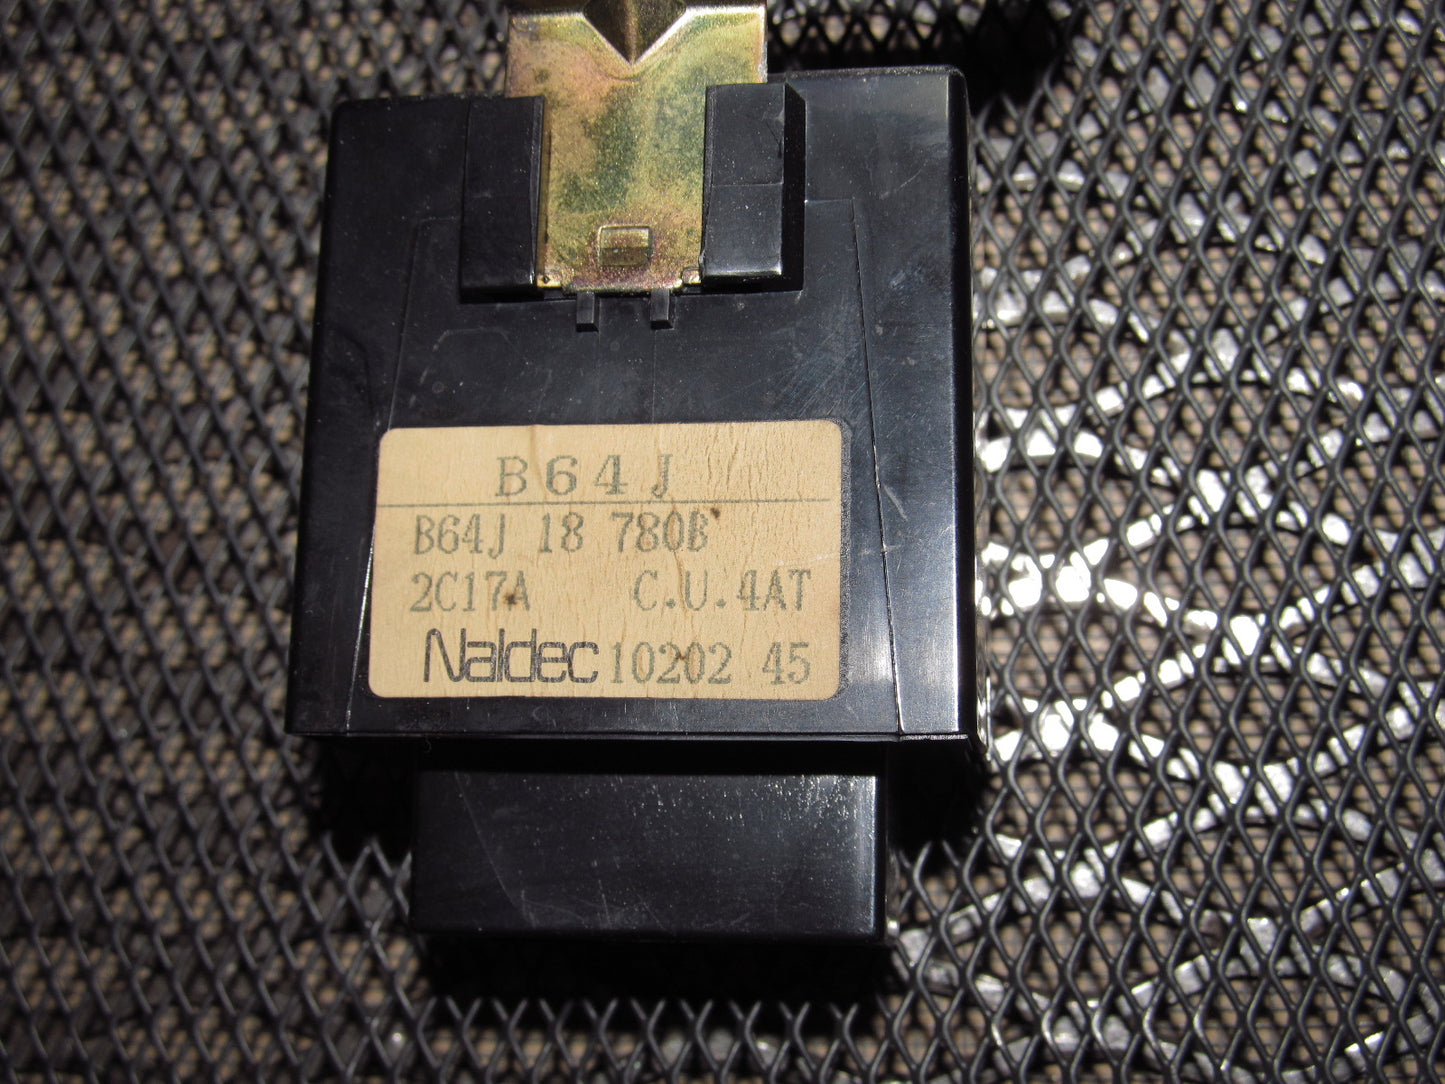 B64J
B64J 18 780B
2C17A C.U.4AT
Naldec 10202 45